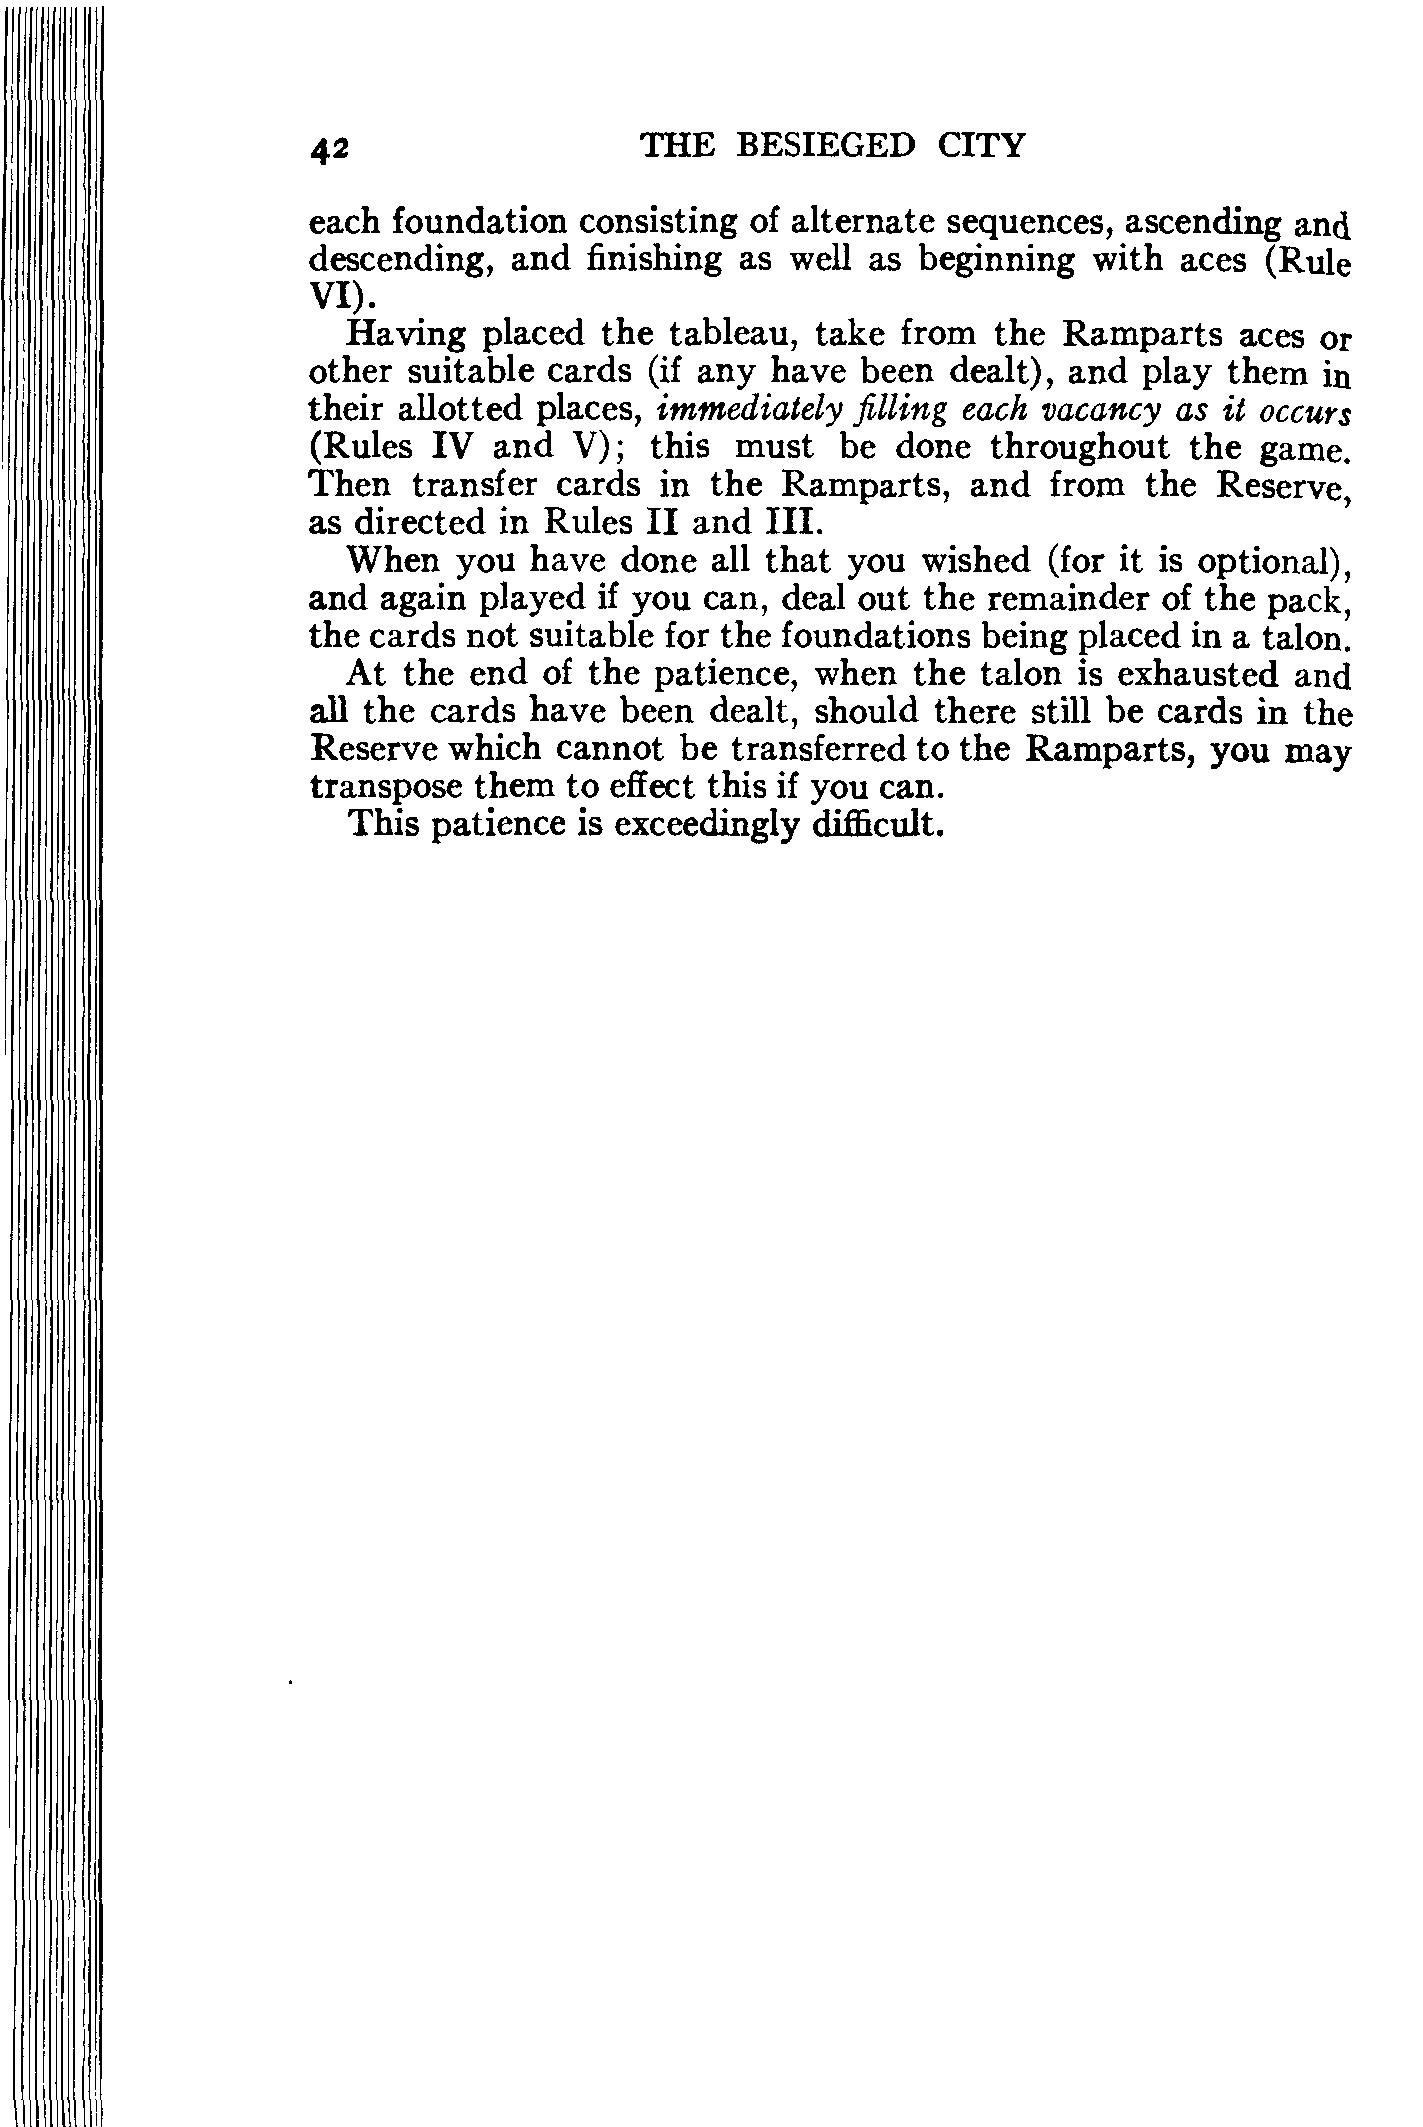 42 THE BESIEGED CITY
each foundation consisting of alternate sequences, ascending and
descending, and finishing as well as beginning with aces (Rule
VI).
Having placed the tableau, take from the Ramparts aces or
other suitable cards (if any have been dealt), and play them in
their allotted places, immediately filling each vacancy as it occurs
(Rules IV and V); this must be done throughout the game.
Then transfer cards in the Ramparts, and from the Reserve,
as directed in Rules II and III.
When you have done all that you wished (for it is optional),
and again played if you can, deal out the remainder of the pack,
the cards not suitable for the foundations being placed in a talon.
At the end of the patience, when the talon is exhausted and
all the cards have been dealt, should there still be cards in the
Reserve which cannot be transferred to the Ramparts, you may
transpose them to effect this if you can.
This patience is exceedingly difficult.